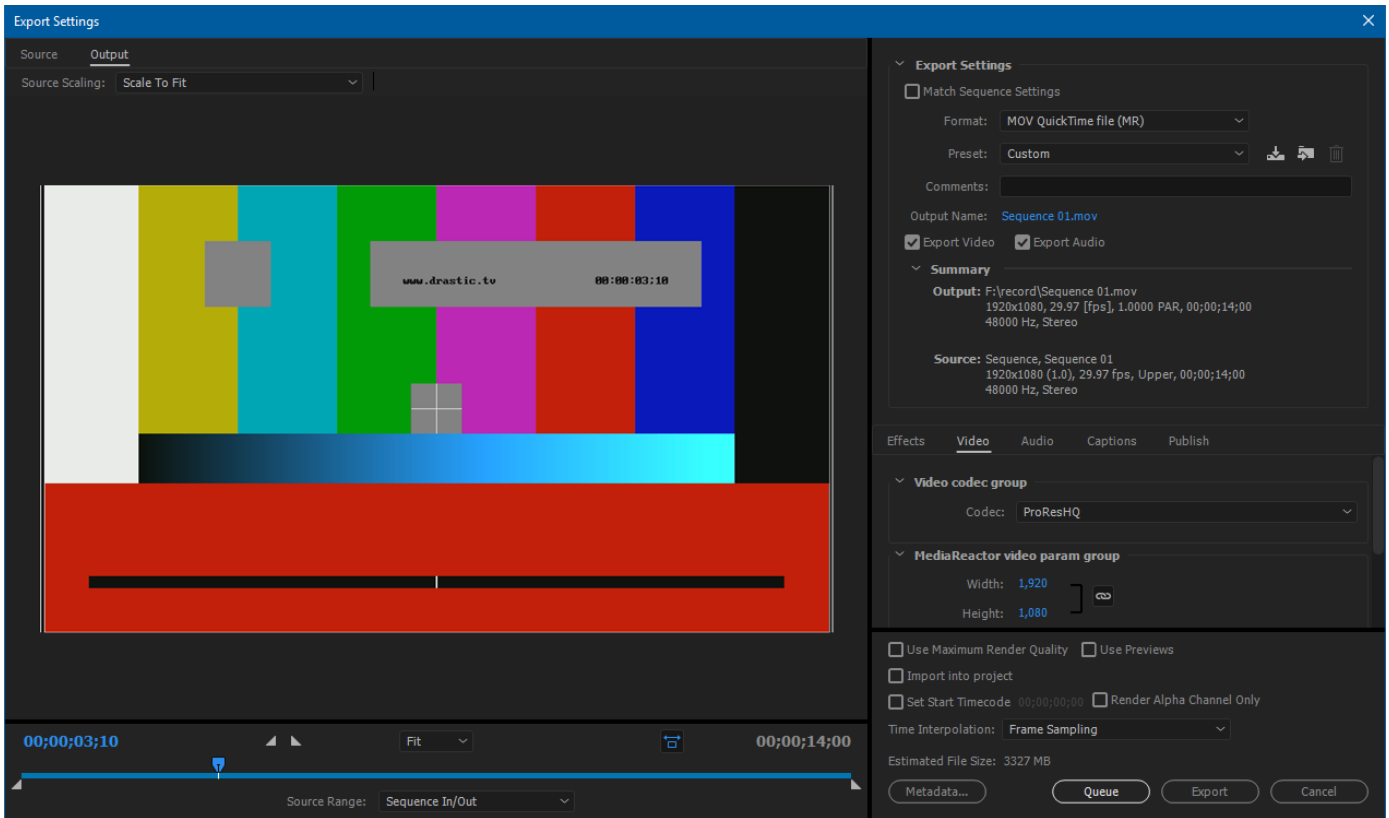 Export Settings
Source Output
Source Scaling: Scale To Fit
www.drastic.tv 00:00:03;10
00;00;03;10 Fit 00;00;14;00
Source Range: Sequence In/Out
Export Settings
Match Sequence Settings
Format: MOV QuickTime file (MR)
Preset: Custom
Comments:
Output Name: Sequence 01.mov
Export Video Export Audio
Summary
Output: F:\record\Sequence 01.mov
1920x1080, 29.97 [fps], 1.0000 PAR, 00;00;14;00
48000 Hz, Stereo
Source: Sequence, Sequence 01
1920x1080 (1.0), 29.97 fps, Upper, 00;00;14;00
48000 Hz, Stereo
Effects Video Audio Captions Publish
Video codec group
Codec: ProResHQ
MediaReactor video param group
Width: 1,920
Height: 1,080
Use Maximum Render Quality Use Previews
Import into project
Set Start Timecode 00;00;00;00 Render Alpha Channel Only
Time Interpolation: Frame Sampling
Estimated File Size: 3327 MB
Metadata... Queue Export Cancel